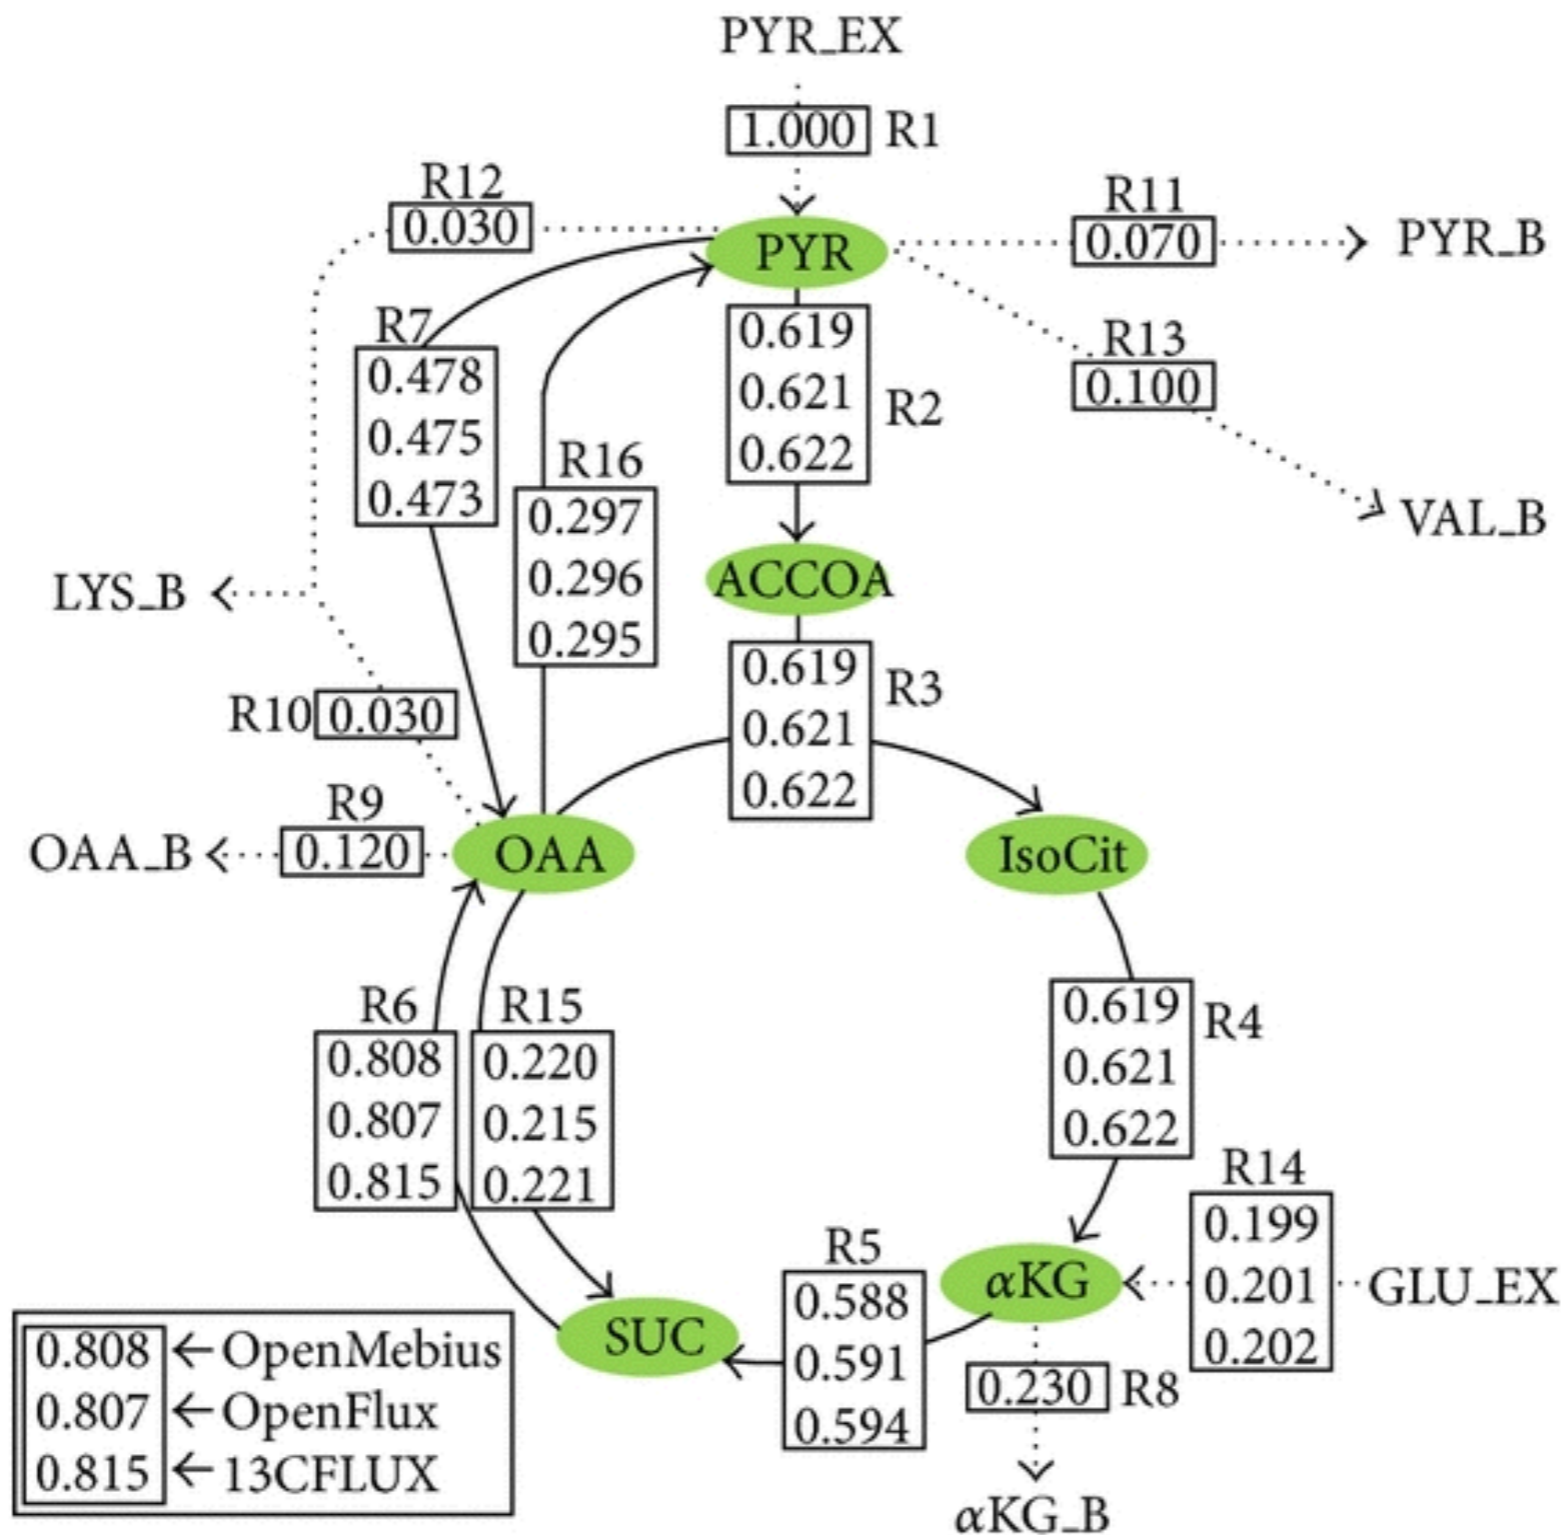 PYR_EX
1.000 R1
R12
0.030
R11
0.070
PYR_B
PYR
R7
0.478
0.475
0.473
0.619
0.621
0.622
R2
R13
0.100
VAL_B
R16
0.297
0.296
0.295
ACCOA
LYS_B
0.619
0.621
0.622
R3
R10 0.030
R9
OAA_B
0.120
OAA
IsoCit
R6
0.808
0.807
0.815
R15
0.220
0.215
0.221
0.619
0.621
0.622
R4
R14
0.199
0.201
0.202
GLU_EX
αKG
R5
0.588
0.591
0.594
SUC
0.230 R8
αKG_B
0.808 ← OpenMebius
0.807 ← OpenFlux
0.815 ← 13CFLUX